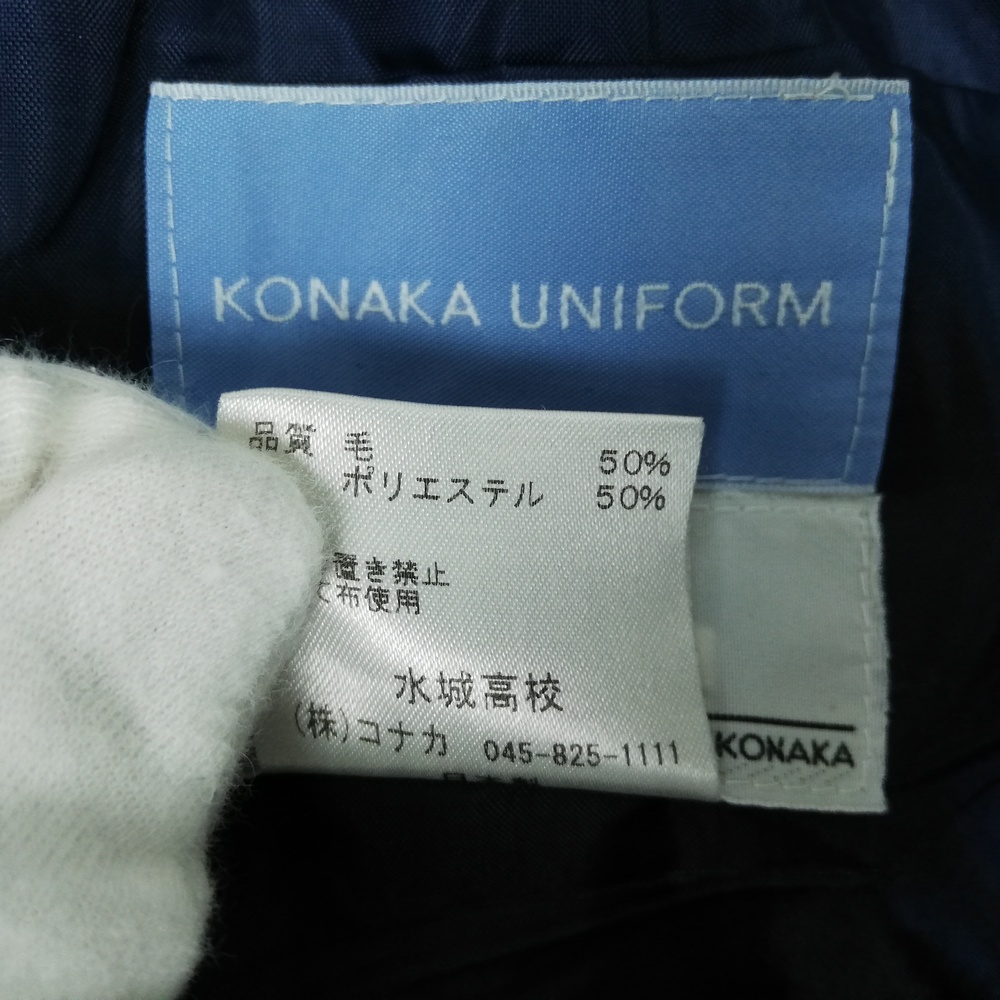 KONAKA UNIFORM
品質 毛 50%
ポリエステル 50%
置き禁止
て布使用
水城高校
(株)コナカ 045-825-1111
KONAKA